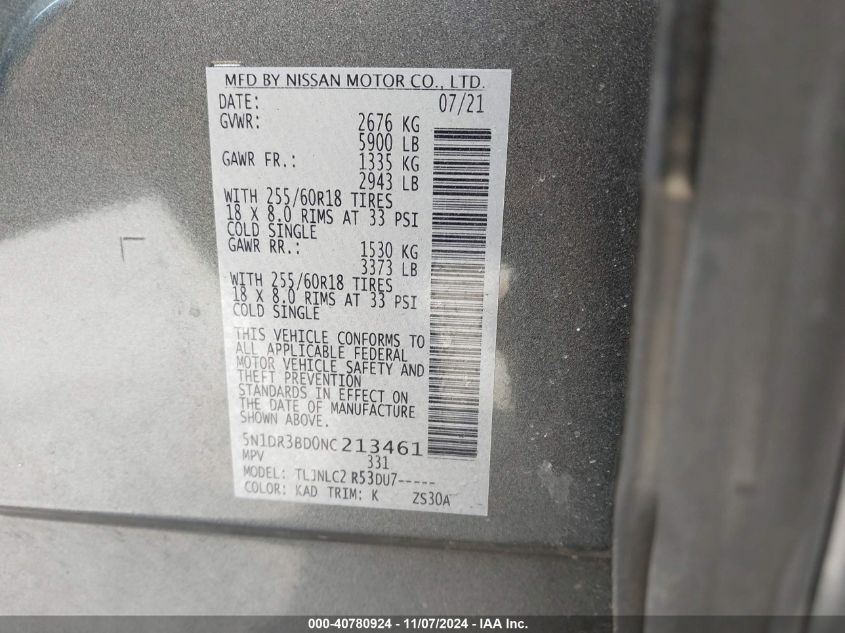 MFD BY NISSAN MOTOR CO., LTD.
DATE: 07/21
GVWR: 2676 KG
5900 LB
GAWR FR.: 1335 KG
2943 LB
WITH 255/60R18 TIRES
18 X 8.0 RIMS AT 33 PSI
COLD SINGLE
GAWR RR.: 1530 KG
3373 LB
WITH 255/60R18 TIRES
18 X 8.0 RIMS AT 33 PSI
COLD SINGLE
THIS VEHICLE CONFORMS TO
ALL APPLICABLE FEDERAL
MOTOR VEHICLE SAFETY AND
THEFT PREVENTION
STANDARDS IN EFFECT ON
THE DATE OF MANUFACTURE
SHOWN ABOVE.
5N1DR3BD0NC213461
MPV 331
MODEL: TLJNLC2 R53DU7-----
COLOR: KAD TRIM: K ZS30A
000-40780924 - 11/07/2024 - IAA Inc.